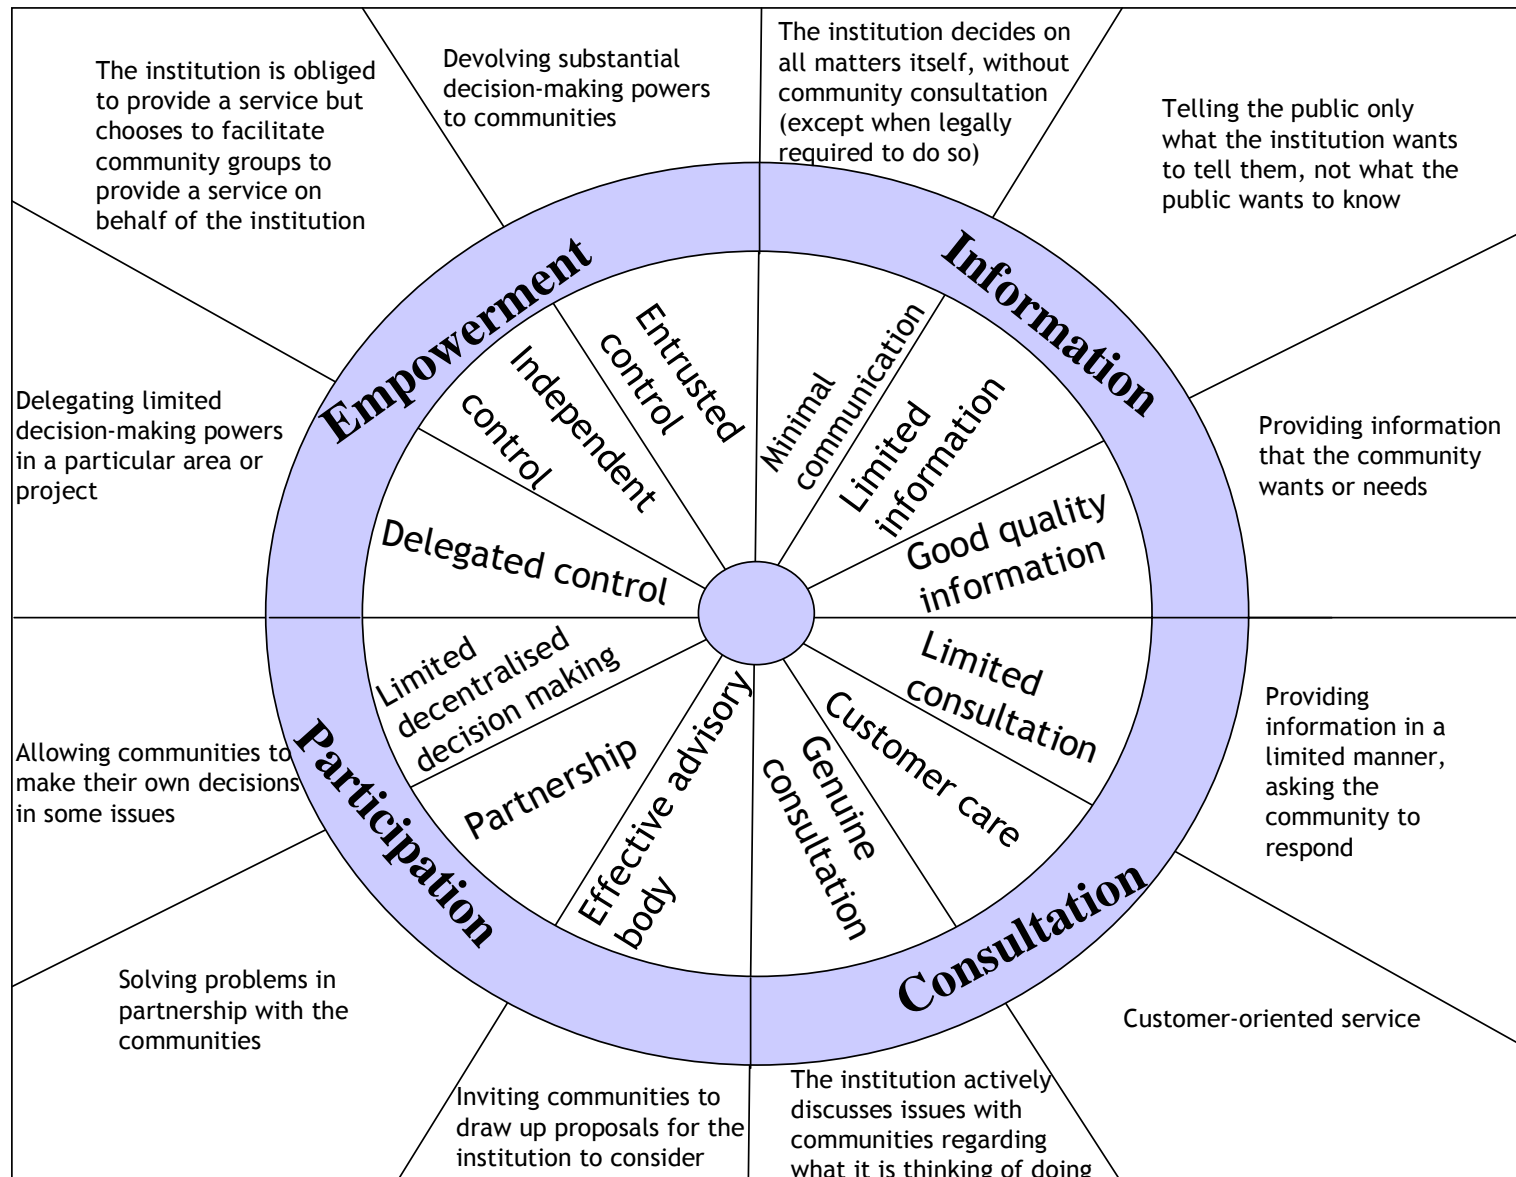 The institution is obliged
to provide a service but
chooses to facilitate
community groups to
provide a service on
behalf of the institution
Devolving substantial
decision-making powers
to communities
The institution decides on
all matters itself, without
community consultation
(except when legally
required to do so)
Telling the public only
what the institution wants
to tell them, not what the
public wants to know
Providing information
that the community
wants or needs
Providing
information in a
limited manner,
asking the
community to
respond
Customer-oriented service
The institution actively
discusses issues with
communities regarding
what it is thinking of doing
Inviting communities to
draw up proposals for the
institution to consider
Solving problems in
partnership with the
communities
Allowing communities to
make their own decisions
in some issues
Delegating limited
decision-making powers
in a particular area or
project
Empowerment
Information
Consultation
Participation
Minimal
communication
Limited
information
Good quality
information
Limited
consultation
Customer care
Genuine
consultation
Effective advisory
body
Partnership
Limited
decentralised
decision making
Delegated control
Independent
control
Entrusted
control